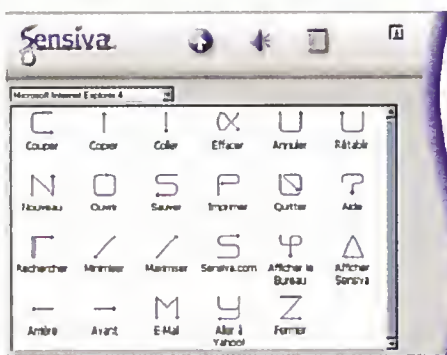 Sensiva
Microsoft Internet Explorer 4
Couper Copier Coller Effacer Annuler Rétablir
Nouveau Ouvrir Sauver Imprimer Quitter Aide
Rechercher Minimiser Maximiser Sensiva.com Afficher le Bureau Afficher Sensiva
Arrière Avant E-Mail Aller à Yahoo! Fermer